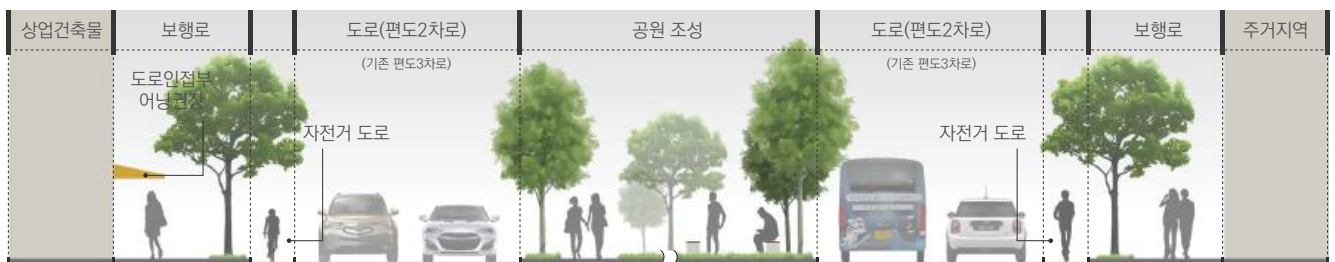 상업건축물
보행로
도로(편도2차로)
공원 조성
도로(편도2차로)
보행로
주거지역
(기존 편도3차로)
(기존 편도3차로)
도로인접부
어닝권장
자전거 도로
자전거 도로